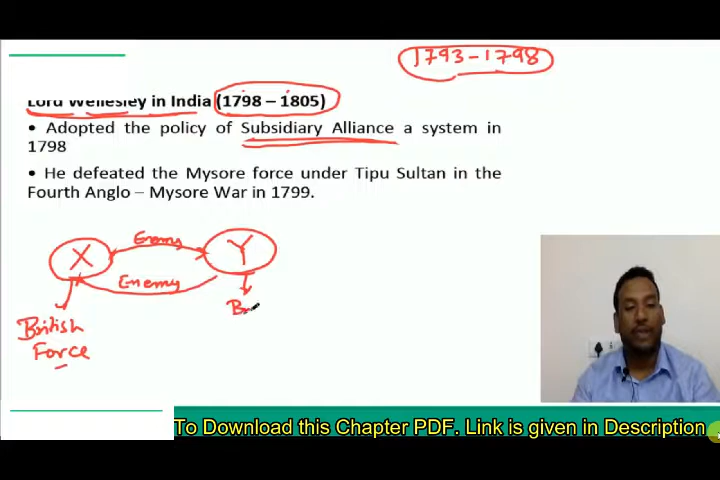 1793-1798
Lord Wellesley in India (1798 – 1805)
• Adopted the policy of Subsidiary Alliance a system in
1798
• He defeated the Mysore force under Tipu Sultan in the
Fourth Anglo – Mysore War in 1799.
Enemy
X Y
Enemy
British
Force
To Download this Chapter PDF. Link is given in Description